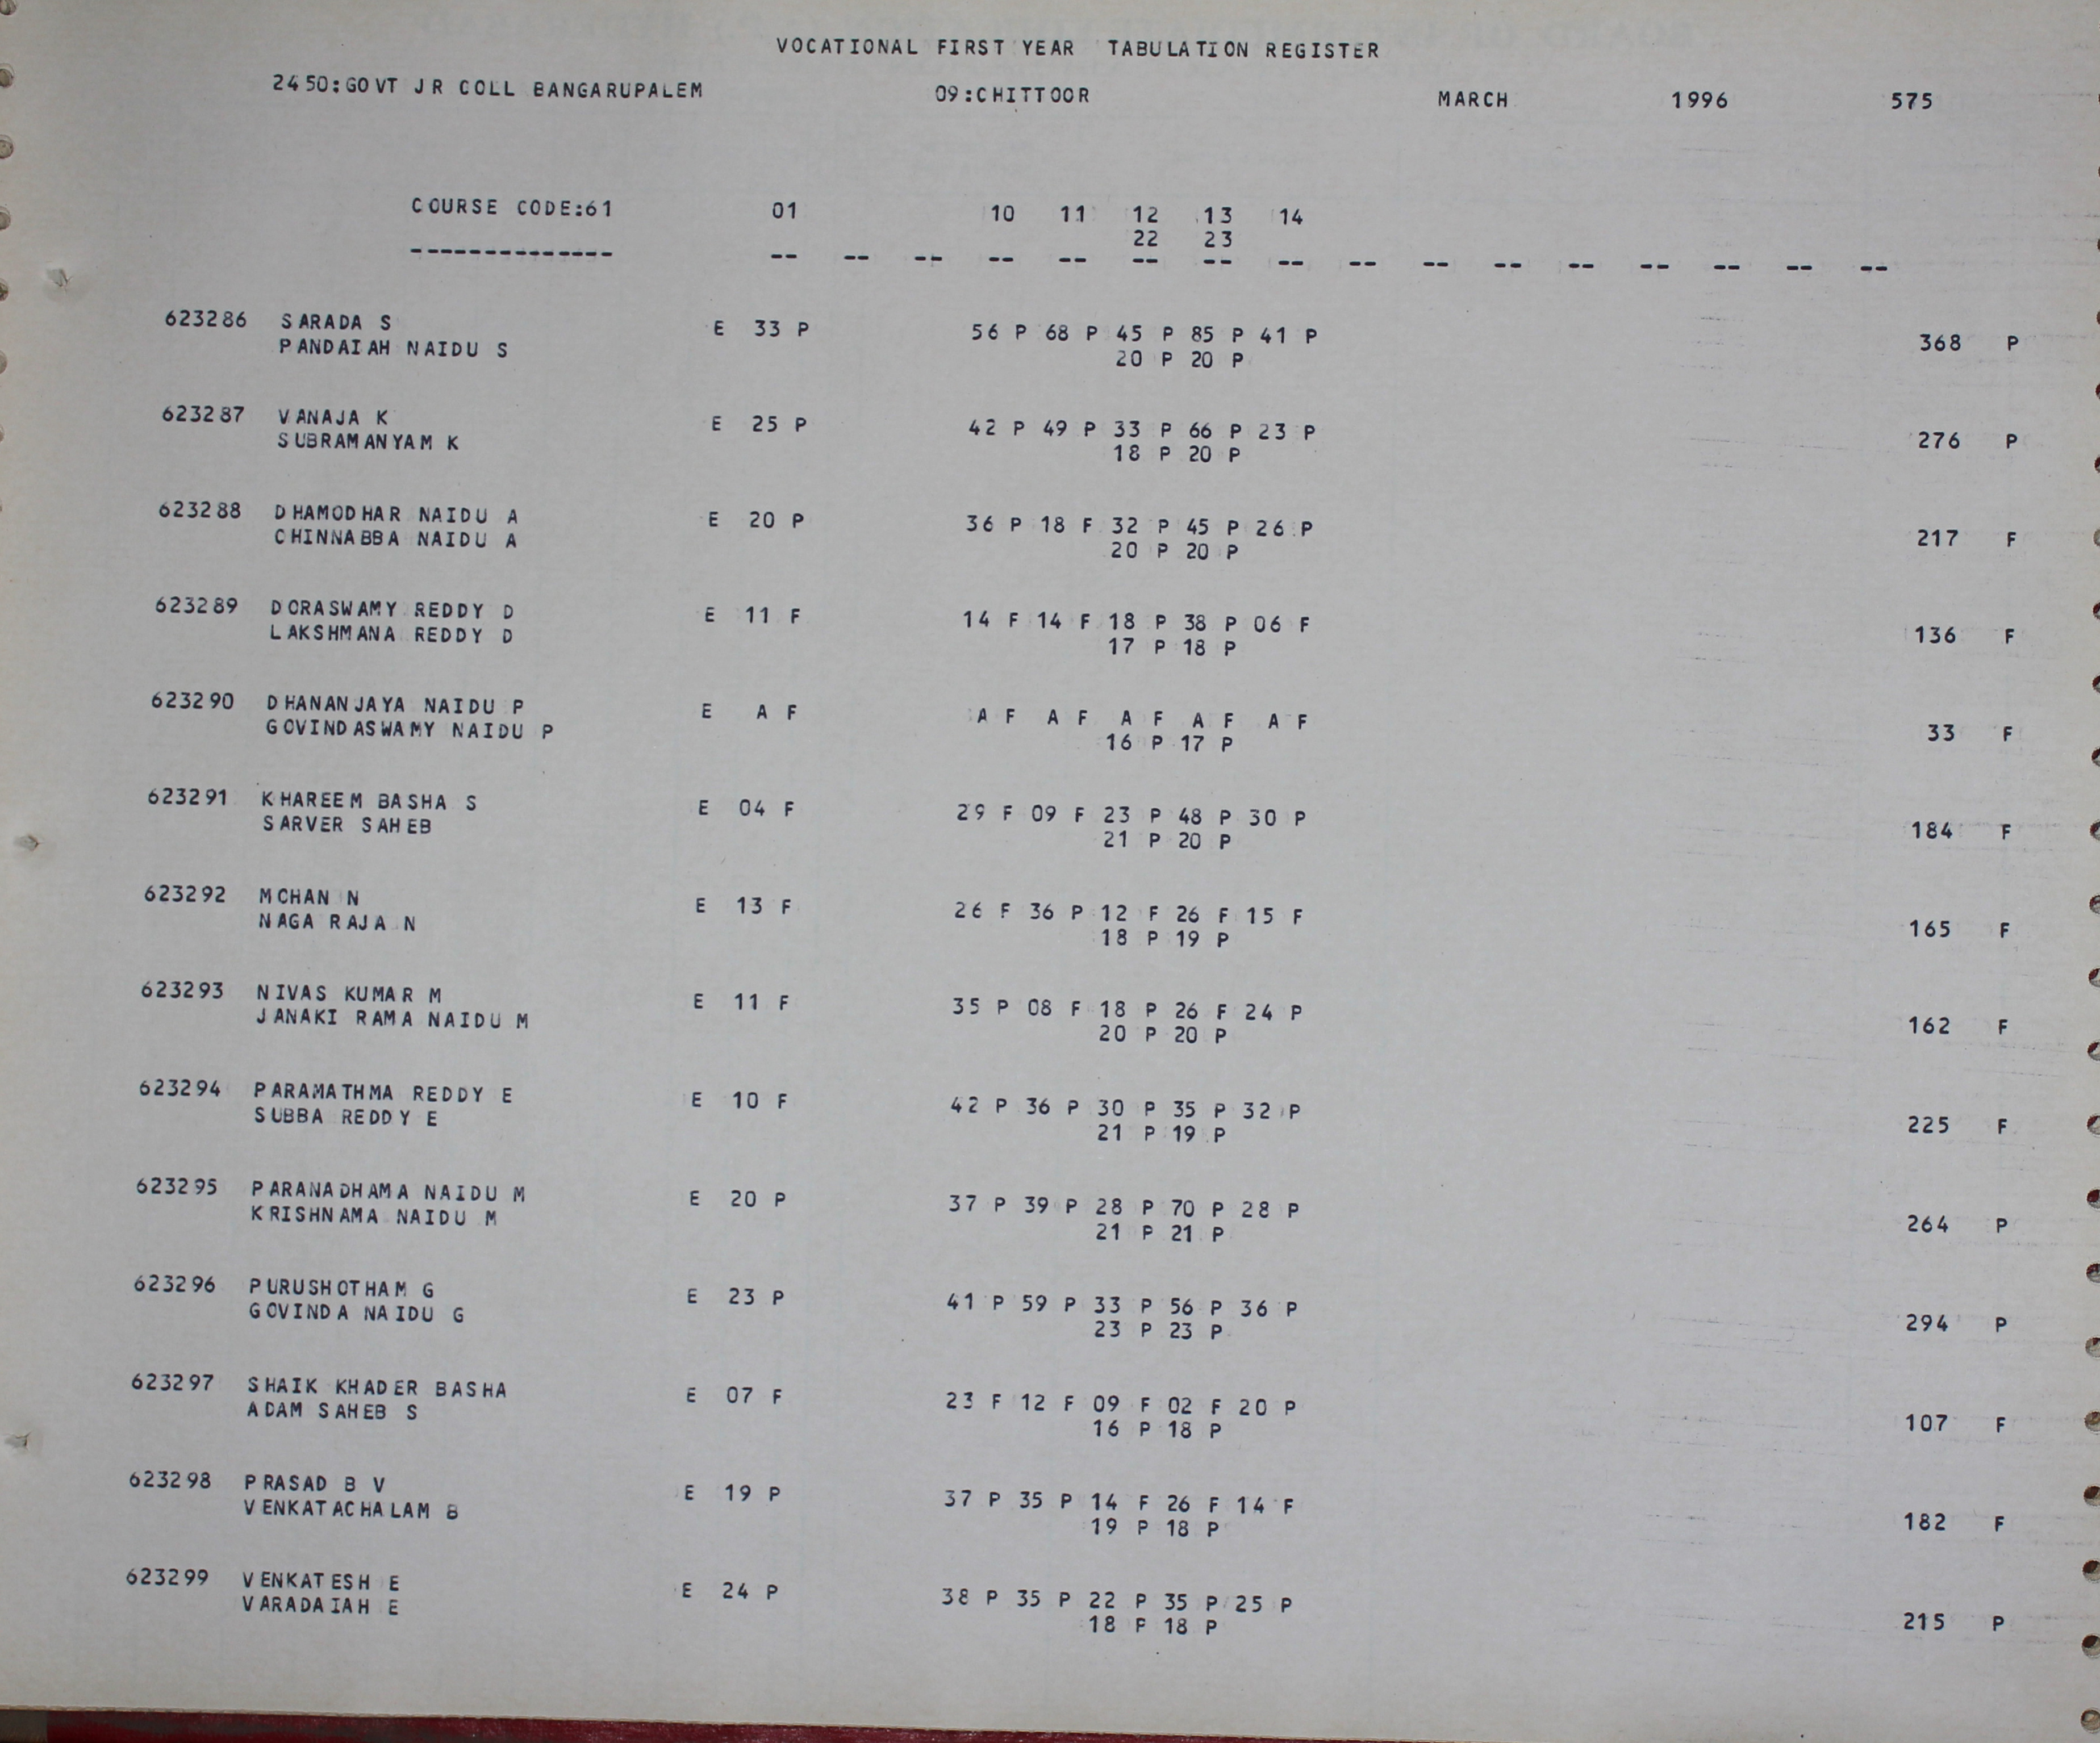 VOCATIONAL FIRST YEAR TABULATION REGISTER
2450:GOVT JR COLL BANGARUPALEM 09:CHITTOOR MARCH 1996 575
COURSE CODE:61 01 10 11 12 13 14
22 23
-------------- -- -- -- -- -- -- -- -- -- -- -- -- -- -- -- --
623286 SARADA S E 33 P 56 P 68 P 45 P 85 P 41 P 368 P
PANDAIAH NAIDU S 20 P 20 P
623287 VANAJA K E 25 P 42 P 49 P 33 P 66 P 23 P 276 P
SUBRAMANYAM K 18 P 20 P
623288 DHAMODHAR NAIDU A E 20 P 36 P 18 F 32 P 45 P 26 P 217 F
CHINNABBA NAIDU A 20 P 20 P
623289 DORASWAMY REDDY D E 11 F 14 F 14 F 18 P 38 P 06 F 136 F
LAKSHMANA REDDY D 17 P 18 P
623290 DHANANJAYA NAIDU P E A F A F A F A F A F A F 33 F
GOVINDASWAMY NAIDU P 16 P 17 P
623291 KHAREEM BASHA S E 04 F 29 F 09 F 23 P 48 P 30 P 184 F
SARVER SAHEB 21 P 20 P
623292 MOHAN N E 13 F 26 F 36 P 12 F 26 F 15 F 165 F
NAGA RAJA N 18 P 19 P
623293 NIVAS KUMAR M E 11 F 35 P 08 F 18 P 26 F 24 P 162 F
JANAKI RAMA NAIDU M 20 P 20 P
623294 PARAMATHMA REDDY E E 10 F 42 P 36 P 30 P 35 P 32 P 225 F
SUBBA REDDY E 21 P 19 P
623295 PARANADHAMA NAIDU M E 20 P 37 P 39 P 28 P 70 P 28 P 264 P
KRISHNAMA NAIDU M 21 P 21 P
623296 PURUSHOTHAM G E 23 P 41 P 59 P 33 P 56 P 36 P 294 P
GOVINDA NAIDU G 23 P 23 P
623297 SHAIK KHADER BASHA E 07 F 23 F 12 F 09 F 02 F 20 P 107 F
ADAM SAHEB S 16 P 18 P
623298 PRASAD B V E 19 P 37 P 35 P 14 F 26 F 14 F 182 F
VENKATACHALAM B 19 P 18 P
623299 VENKATESH E E 24 P 38 P 35 P 22 P 35 P 25 P 215 P
VARADAIAH E 18 P 18 P